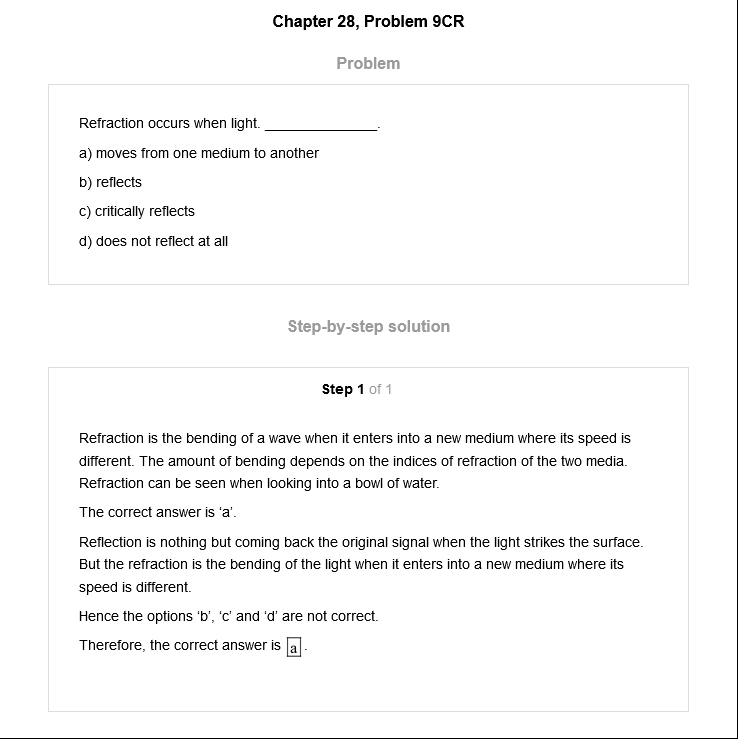 Chapter 28, Problem 9CR
Problem
Refraction occurs when light. _______________.
a) moves from one medium to another
b) reflects
c) critically reflects
d) does not reflect at all
Step-by-step solution
Step 1 of 1
Refraction is the bending of a wave when it enters into a new medium where its speed is
different. The amount of bending depends on the indices of refraction of the two media.
Refraction can be seen when looking into a bowl of water.
The correct answer is ‘a’.
Reflection is nothing but coming back the original signal when the light strikes the surface.
But the refraction is the bending of the light when it enters into a new medium where its
speed is different.
Hence the options ‘b’, ‘c’ and ‘d’ are not correct.
Therefore, the correct answer is a.